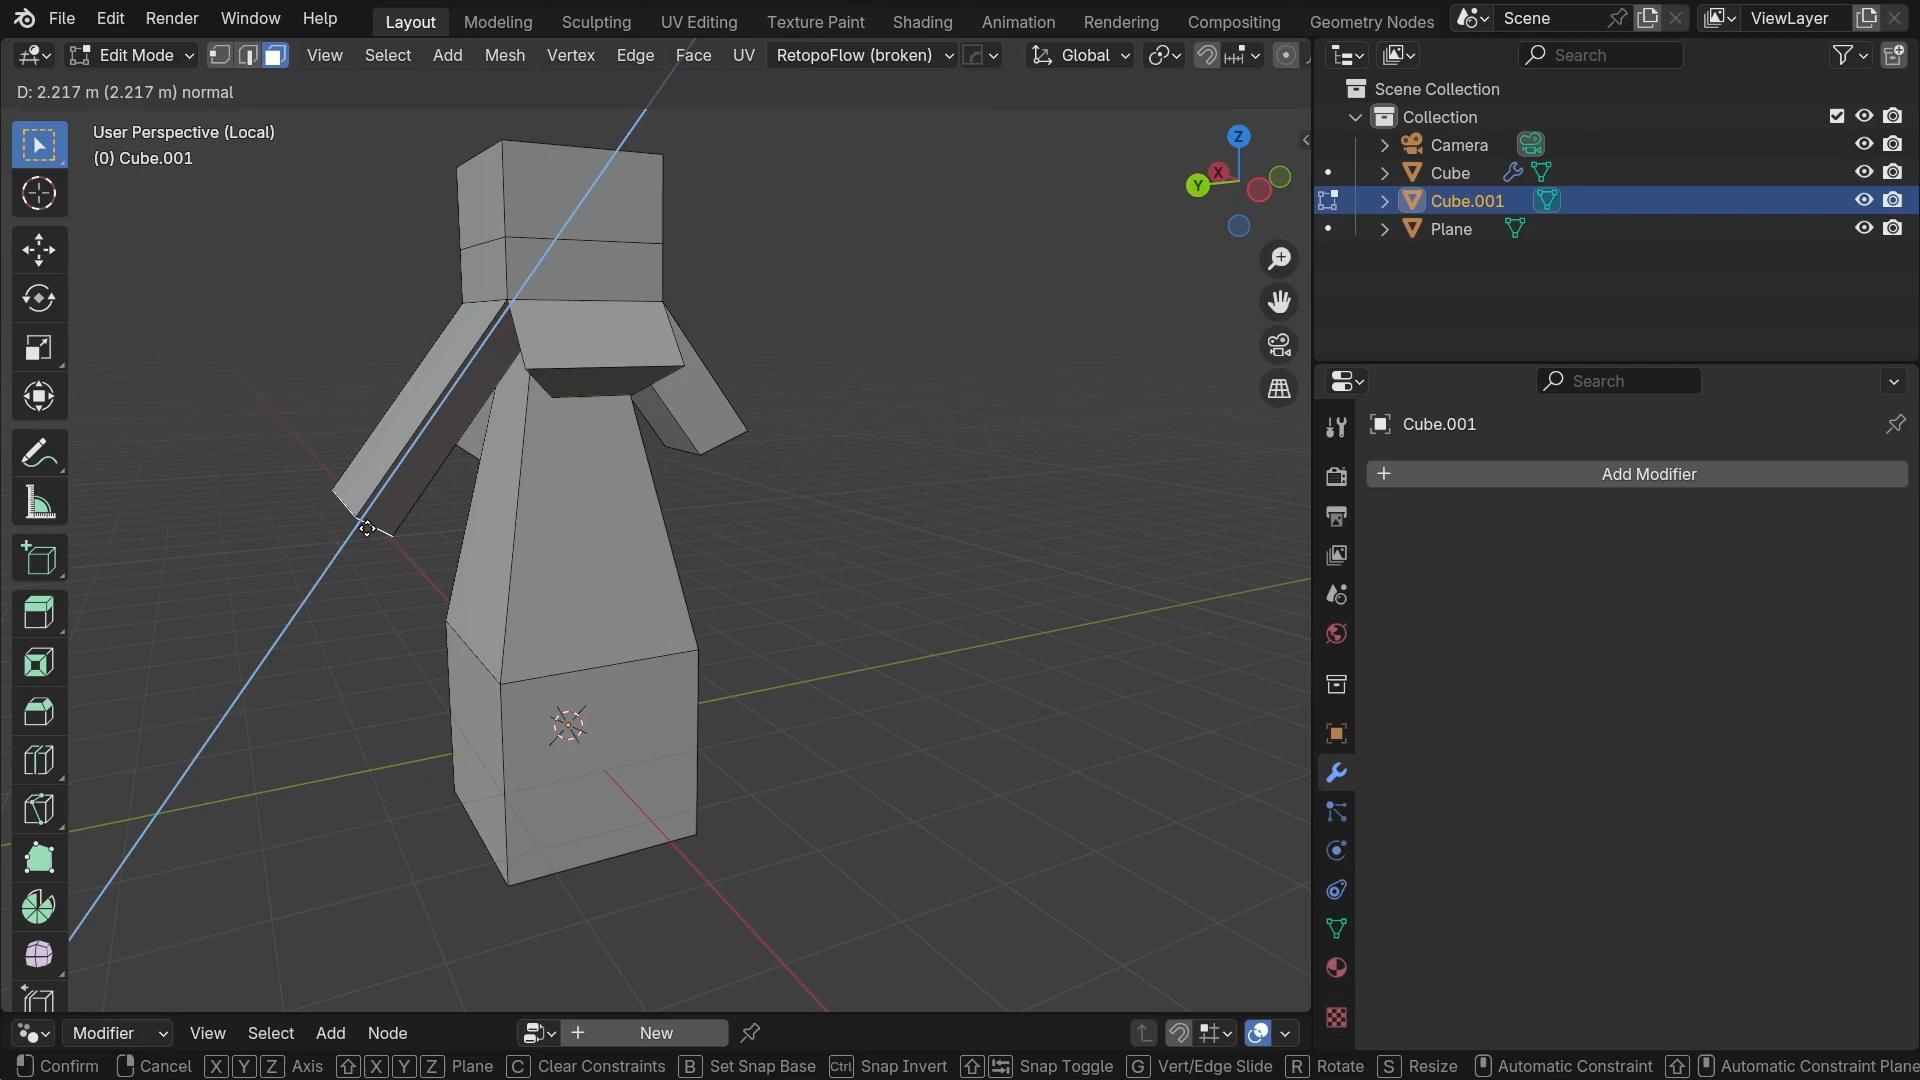 File Edit Render Window Help Layout Modeling Sculpting UV Editing Texture Paint Shading Animation Rendering Compositing Geometry Nodes Scene ViewLayer
Edit Mode View Select Add Mesh Vertex Edge Face UV RetopoFlow (broken) Global Search
D: 2.217 m (2.217 m) normal
Scene Collection
User Perspective (Local)
(0) Cube.001
Collection
Camera
Cube
Cube.001
Plane
X
Y
Z
Search
Cube.001
Add Modifier
Modifier View Select Add Node New
Confirm Cancel X Y Z Axis X Y Z Plane C Clear Constraints B Set Snap Base Ctrl Snap Invert Snap Toggle G Vert/Edge Slide R Rotate S Resize Automatic Constraint Automatic Constraint Plane